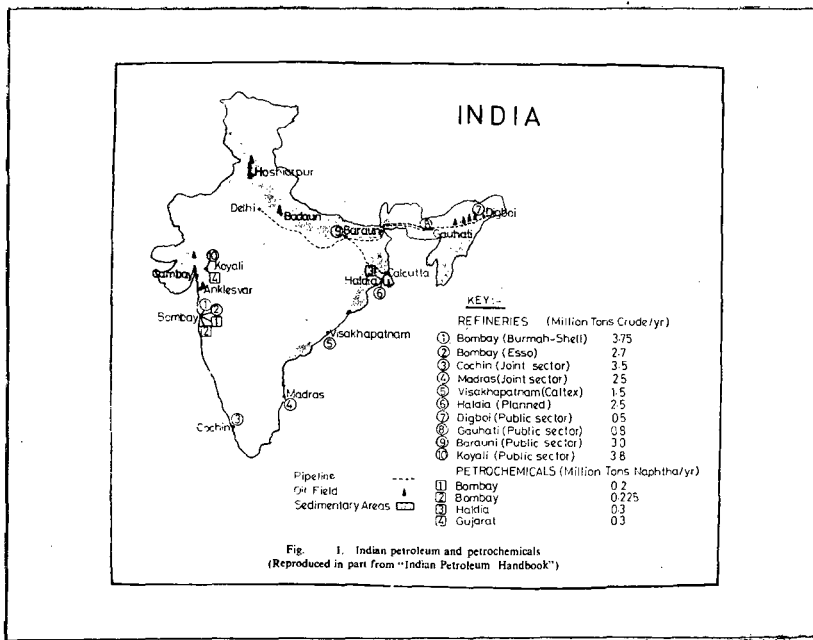 INDIA
Hoshiarpur
Delhi
Badaun
Barauni
Digboi
Gauhati
Koyali
Cambay
Anklesvar
Calcutta
Haldia
Bombay
Visakhapatnam
Madras
Cochin
KEY:-
REFINERIES (Million Tons Crude/yr)
① Bombay (Burmah-Shell) 3.75
② Bombay (Esso) 2.7
③ Cochin (Joint sector) 3.5
④ Madras (Joint sector) 2.5
⑤ Visakhapatnam (Caltex) 1.5
⑥ Haldia (Planned) 2.5
⑦ Digboi (Public sector) 0.5
⑧ Gauhati (Public sector) 0.8
⑨ Barauni (Public sector) 3.0
⑩ Koyali (Public sector) 3.8
PETROCHEMICALS (Million Tons Naphtha/yr)
1 Bombay 0.2
2 Bombay 0.225
3 Haldia 0.3
4 Gujarat 0.3
Pipeline
Oil Field
Sedimentary Areas
Fig. 1. Indian petroleum and petrochemicals
(Reproduced in part from "Indian Petroleum Handbook")